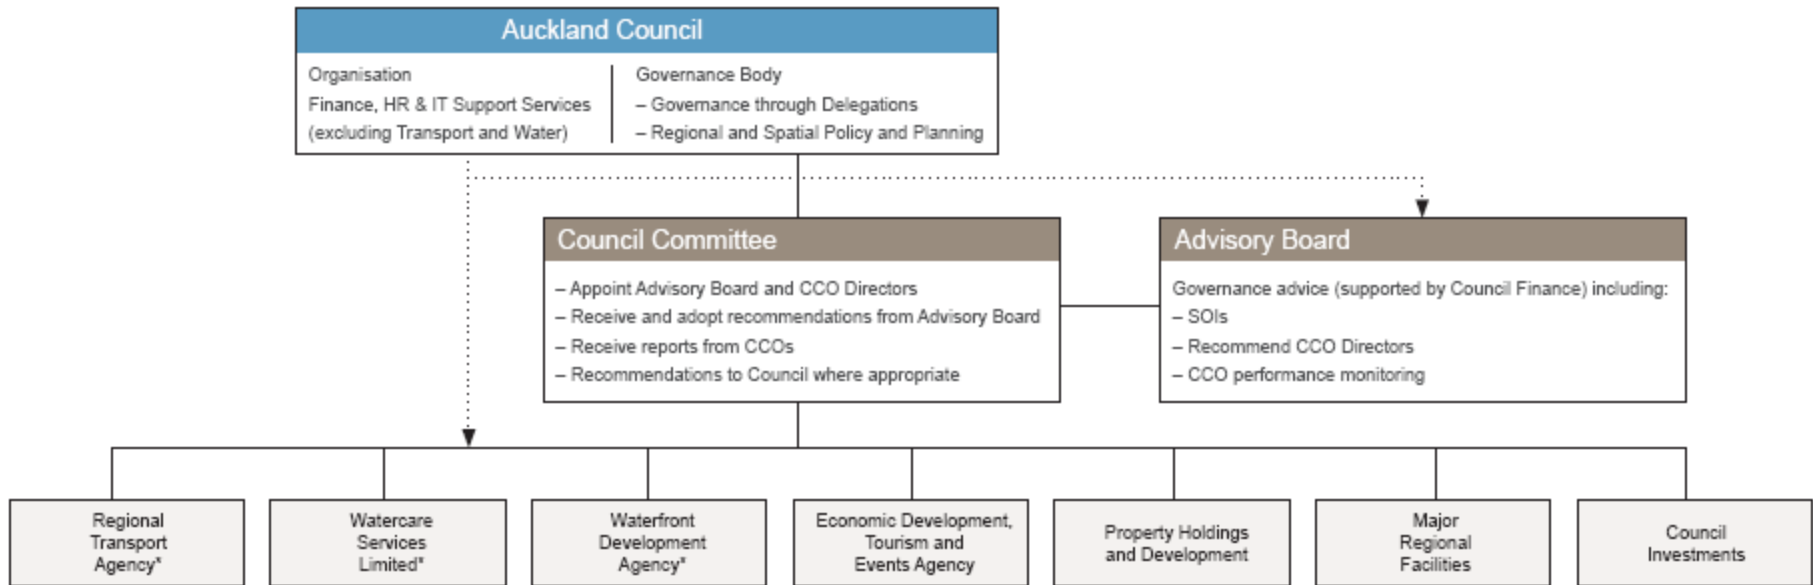 Auckland Council
Organisation
Finance, HR & IT Support Services
(excluding Transport and Water)
Governance Body
– Governance through Delegations
– Regional and Spatial Policy and Planning
Council Committee
– Appoint Advisory Board and CCO Directors
– Receive and adopt recommendations from Advisory Board
– Receive reports from CCOs
– Recommendations to Council where appropriate
Advisory Board
Governance advice (supported by Council Finance) including:
– SOIs
– Recommend CCO Directors
– CCO performance monitoring
Regional
Transport
Agency*
Watercare
Services
Limited*
Waterfront
Development
Agency*
Economic Development,
Tourism and
Events Agency
Property Holdings
and Development
Major
Regional
Facilities
Council
Investments